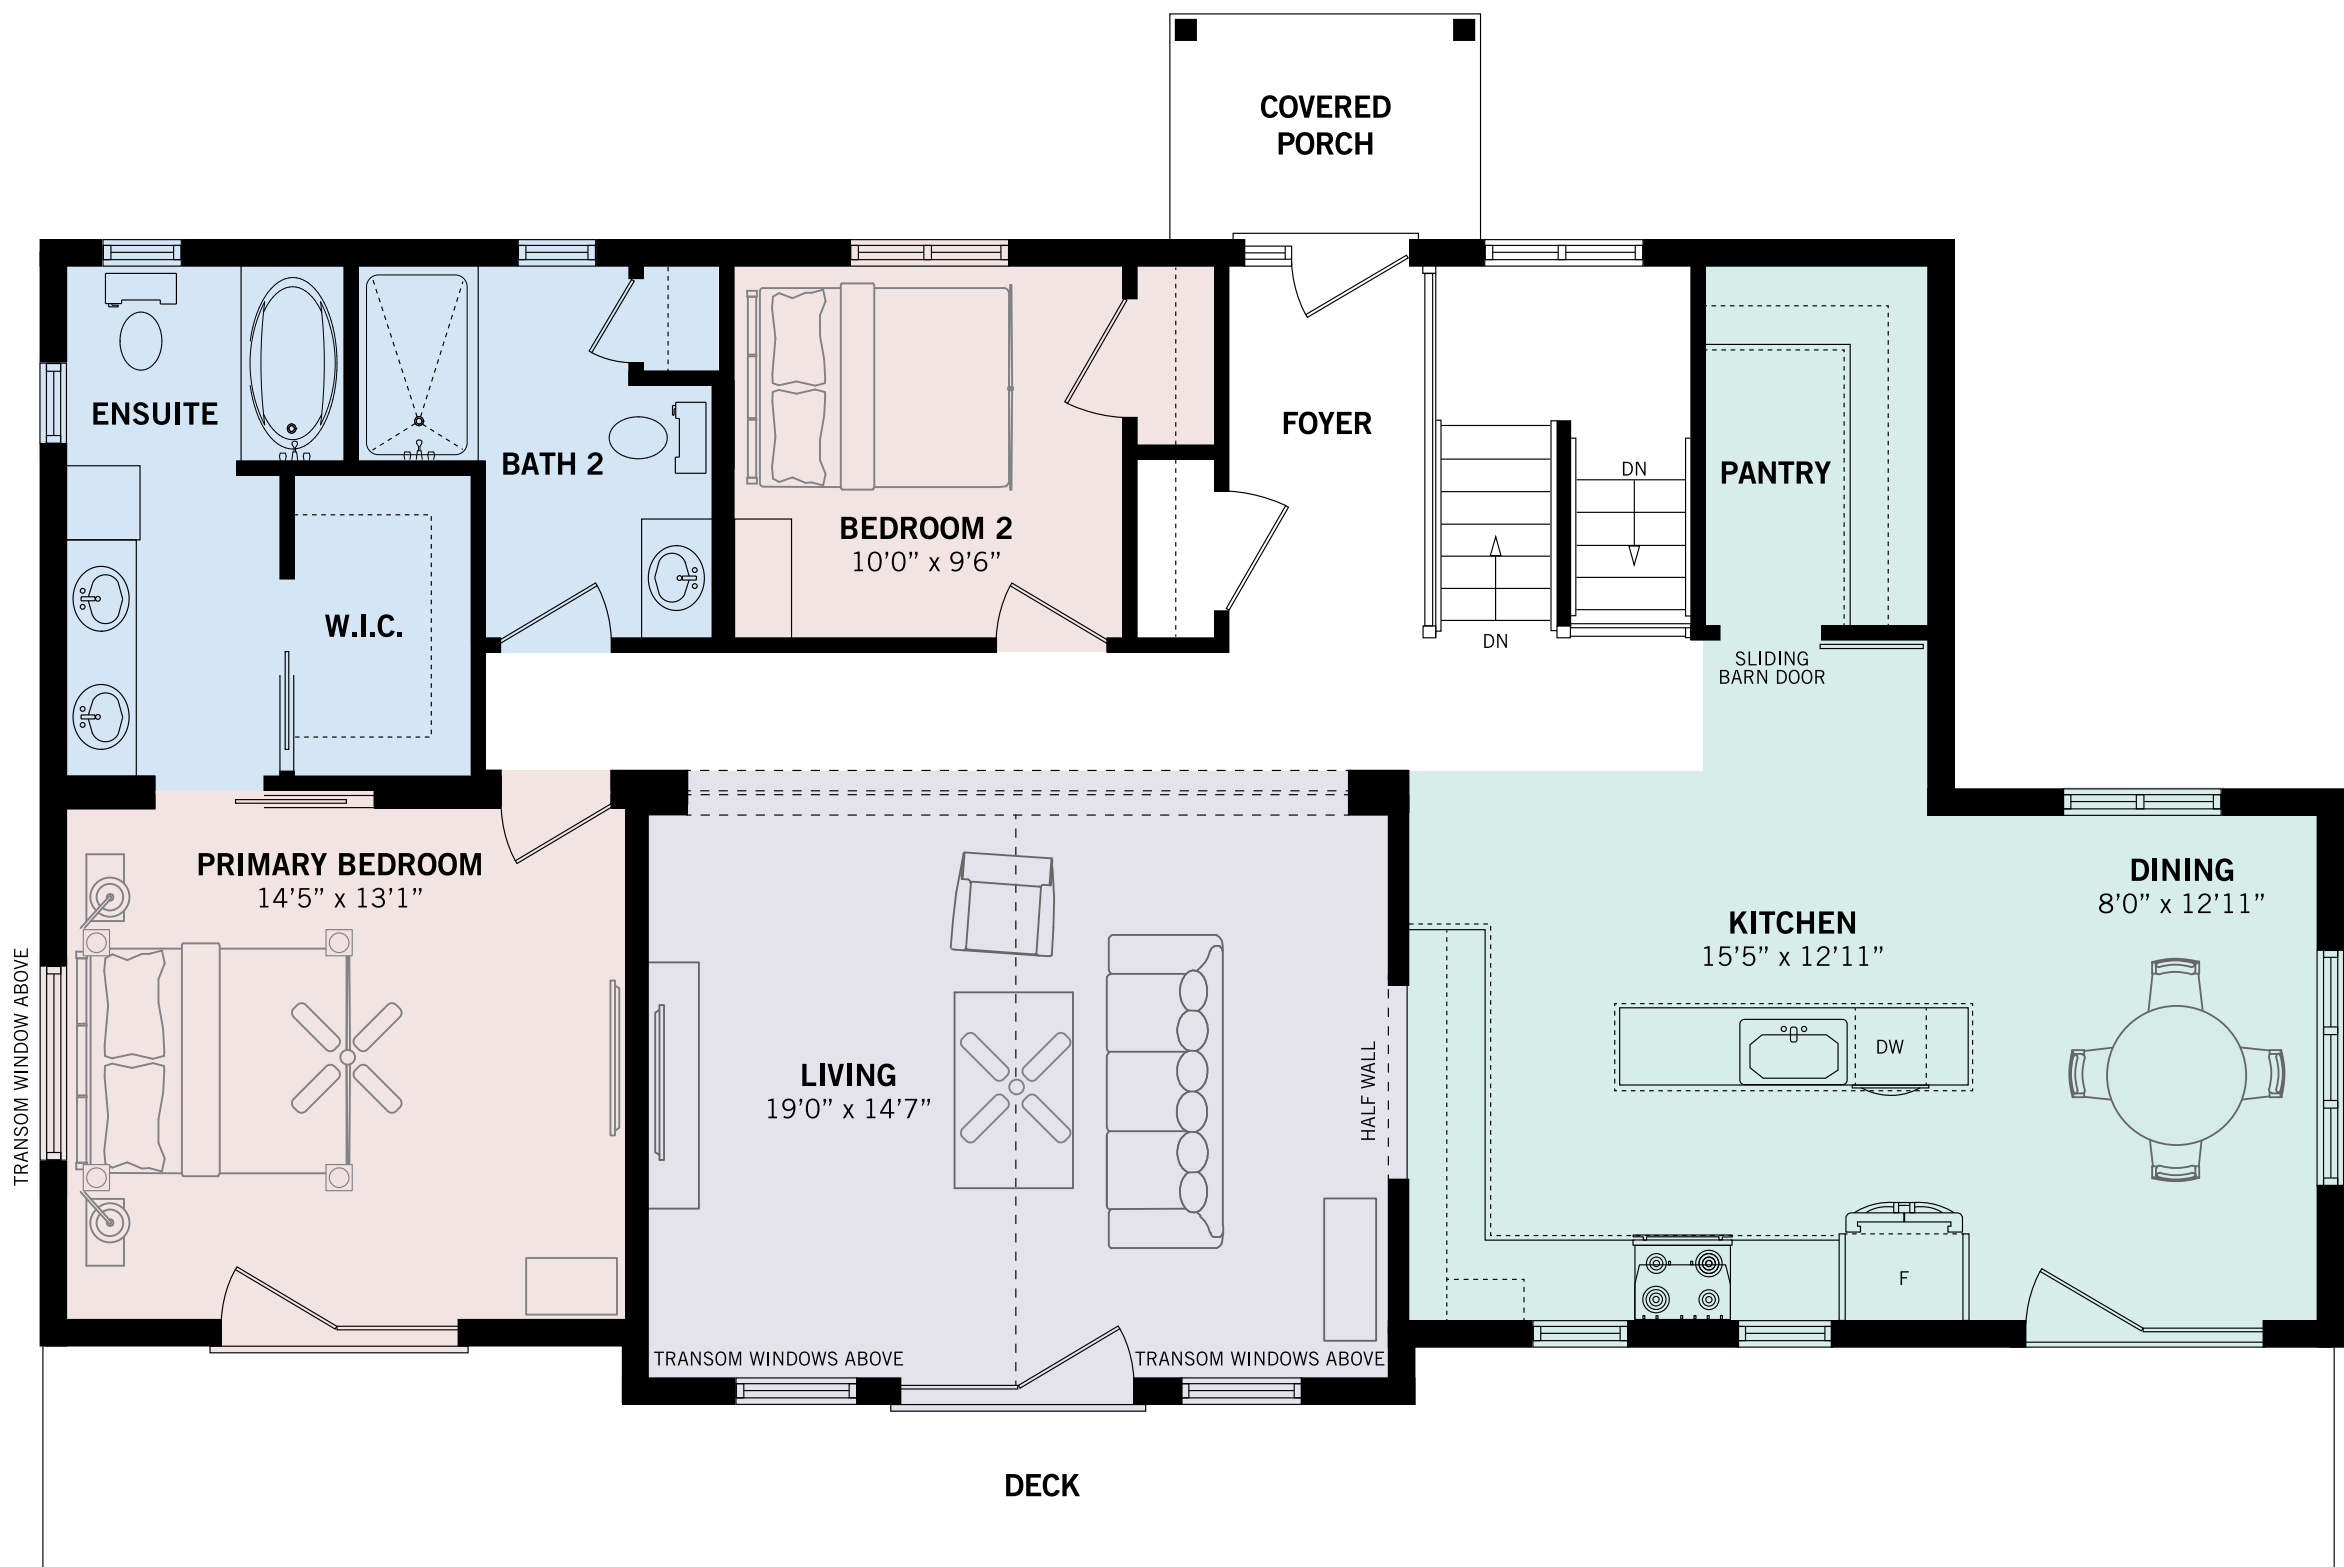 COVERED
PORCH
ENSUITE
BATH 2
BEDROOM 2
10’0” x 9’6”
FOYER
DN
DN
PANTRY
SLIDING
BARN DOOR
W.I.C.
PRIMARY BEDROOM
14’5” x 13’1”
TRANSOM WINDOW ABOVE
LIVING
19’0” x 14’7”
HALF WALL
KITCHEN
15’5” x 12’11”
DW
F
DINING
8’0” x 12’11”
TRANSOM WINDOWS ABOVE
TRANSOM WINDOWS ABOVE
DECK